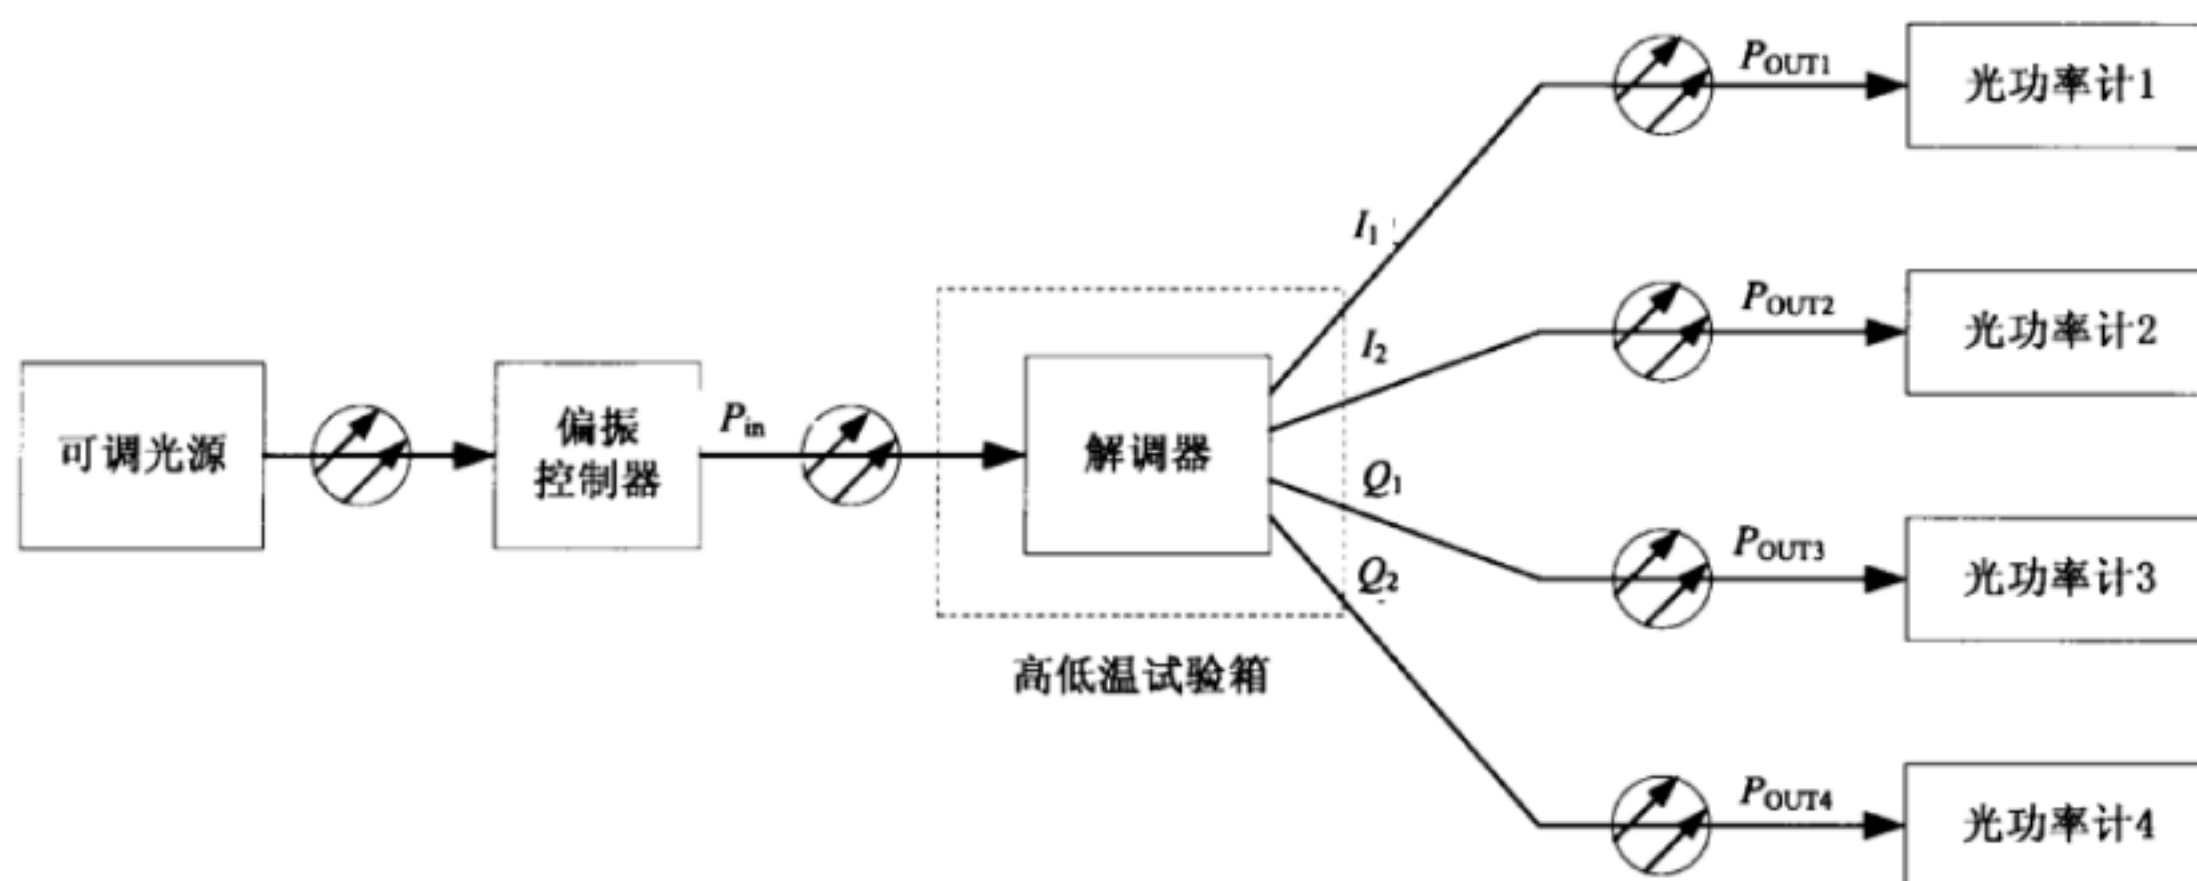 P_OUT1
光功率计1
I_1
P_OUT2
光功率计2
I_2
可调光源
偏振
控制器
P_in
解调器
Q_1
P_OUT3
光功率计3
Q_2
高低温试验箱
P_OUT4
光功率计4